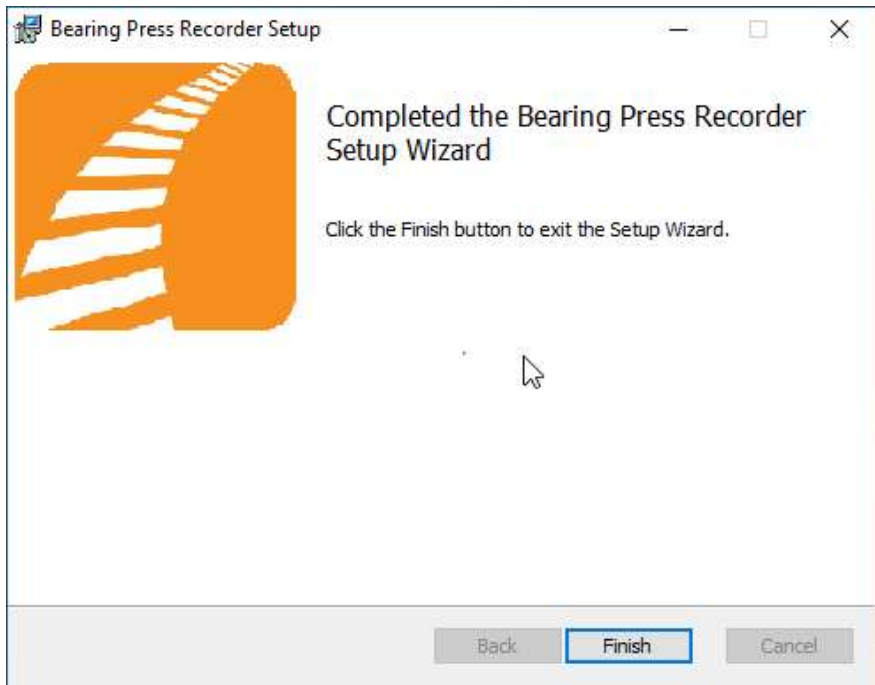 Bearing Press Recorder Setup
Completed the Bearing Press Recorder
Setup Wizard
Click the Finish button to exit the Setup Wizard.
Back
Finish
Cancel